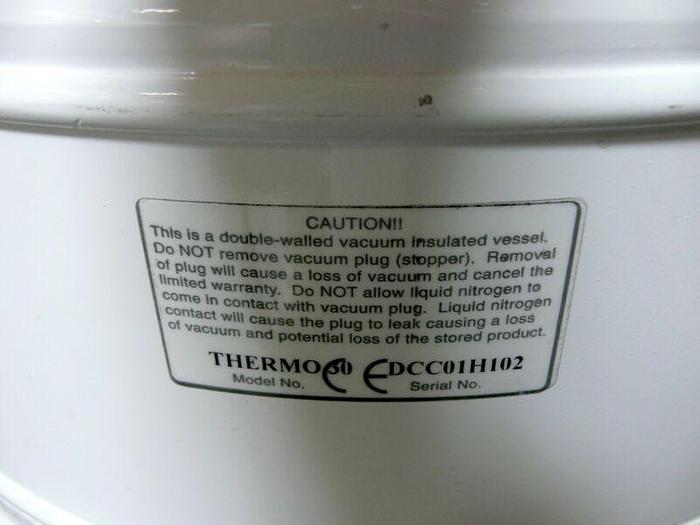 CAUTION!!
This is a double-walled vacuum insulated vessel.
Do NOT remove vacuum plug (stopper). Removal
of plug will cause a loss of vacuum and cancel the
limited warranty. Do NOT allow liquid nitrogen to
come in contact with vacuum plug. Liquid nitrogen
contact will cause the plug to leak causing a loss
of vacuum and potential loss of the stored product.
THERMO 50 CE DCC01H102
Model No. Serial No.